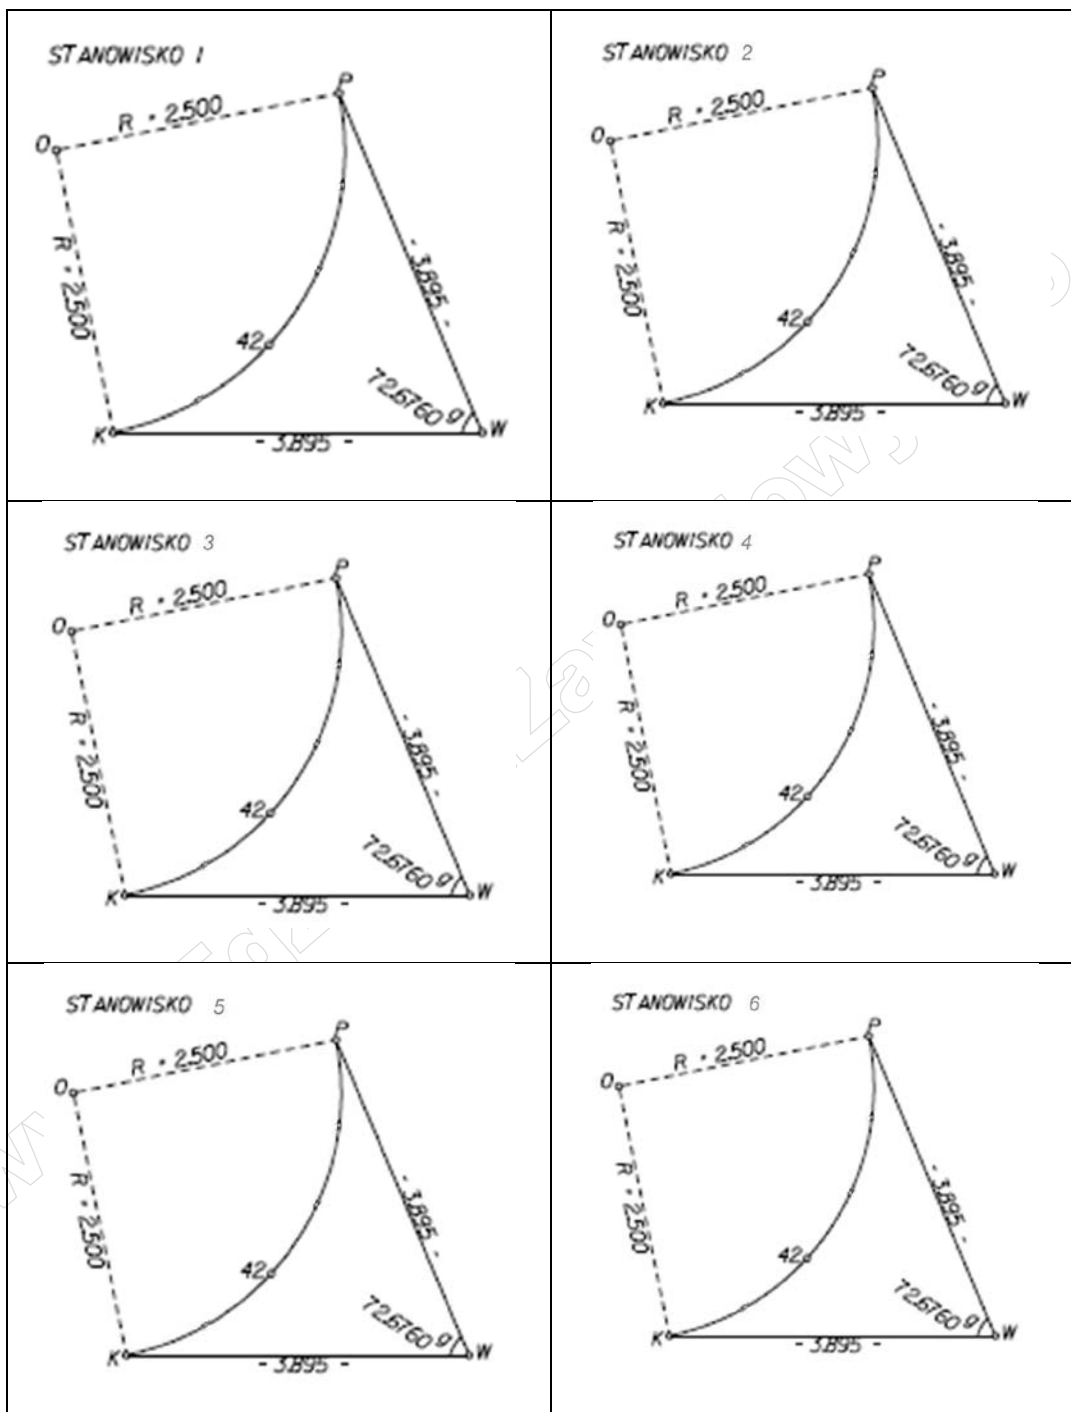 STANOWISKO 1
P
R = 2.500
O
R = 2.500
- 3.895 -
42
72.6760 g
K
W
- 3.895 -
STANOWISKO 2
P
R = 2.500
O
R = 2.500
- 3.895 -
42
72.6760 g
K
W
- 3.895 -
STANOWISKO 3
P
R = 2.500
O
R = 2.500
- 3.895 -
42
72.6760 g
K
W
- 3.895 -
STANOWISKO 4
P
R = 2.500
O
R = 2.500
- 3.895 -
42
72.6760 g
K
W
- 3.895 -
STANOWISKO 5
P
R = 2.500
O
R = 2.500
- 3.895 -
42
72.6760 g
K
W
- 3.895 -
STANOWISKO 6
P
R = 2.500
O
R = 2.500
- 3.895 -
42
72.6760 g
K
W
- 3.895 -